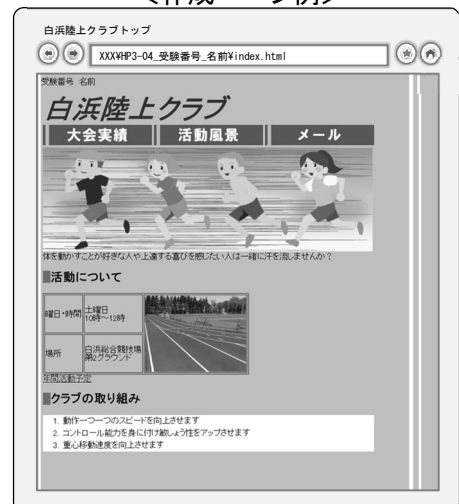 白浜陸上クラブトップ
XXX¥HP3-04_受験番号_名前¥index.html
受験番号 名前
白浜陸上クラブ
大会実績 活動風景 メール
体を動かすことが好きな人や上達する喜びを感じたい人は一緒に汗を流しませんか？
■活動について
曜日・時間 土曜日
10時～12時
場所 白浜総合競技場
第2グラウンド
年間活動予定
■クラブの取り組み
1. 動作一つ一つのスピードを向上させます
2. コントロール能力を身に付け敏しょう性をアップさせます
3. 重心移動速度を向上させます